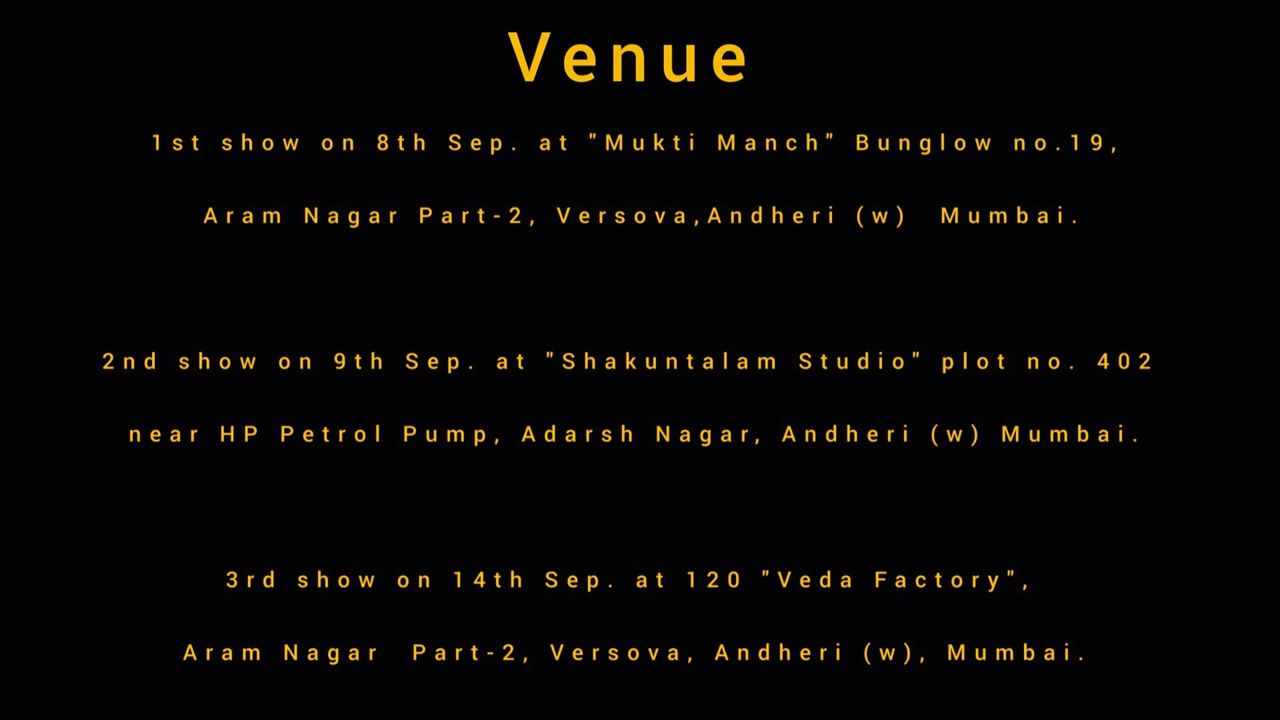 Venue
1st show on 8th Sep. at "Mukti Manch" Bunglow no.19,
Aram Nagar Part-2, Versova,Andheri (w)  Mumbai.
2nd show on 9th Sep. at "Shakuntalam Studio" plot no. 402
near HP Petrol Pump, Adarsh Nagar, Andheri (w) Mumbai.
3rd show on 14th Sep. at 120 "Veda Factory",
Aram Nagar  Part-2, Versova, Andheri (w), Mumbai.